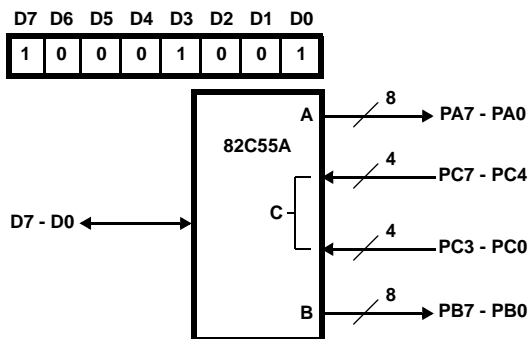 D7 D6 D5 D4 D3 D2 D1 D0
1 0 0 0 1 0 0 1
A 8 PA7 - PA0
82C55A
4 PC7 - PC4
D7 - D0 C
4 PC3 - PC0
B 8 PB7 - PB0